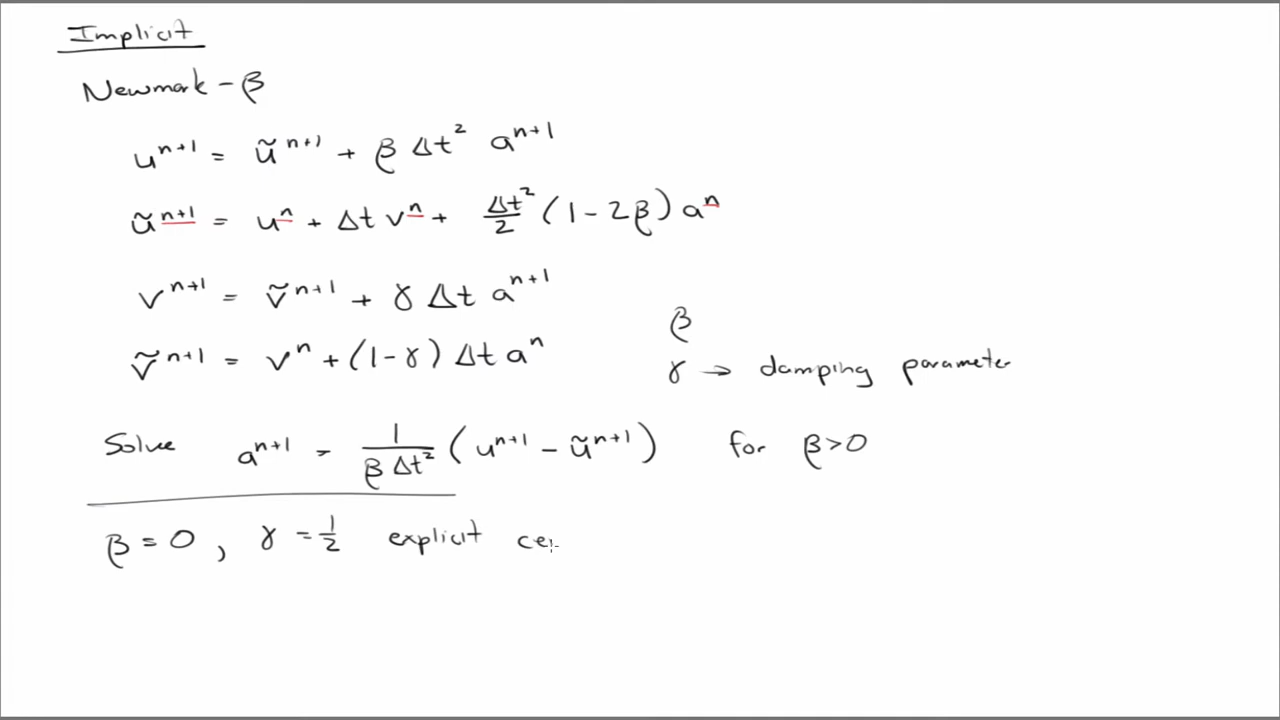 Implicit
Newmark - β
u^{n+1} = ũ^{n+1} + β Δt² a^{n+1}
ũ^{n+1} = u^n + Δt v^n + Δt²/2 (1 - 2β) a^n
v^{n+1} = ṽ^{n+1} + γ Δt a^{n+1}
β
ṽ^{n+1} = v^n + (1 - γ) Δt a^n
γ → damping parameter
Solve a^{n+1} = 1/(β Δt²) (u^{n+1} - ũ^{n+1}) for β > 0
β = 0, γ = 1/2 explicit ce